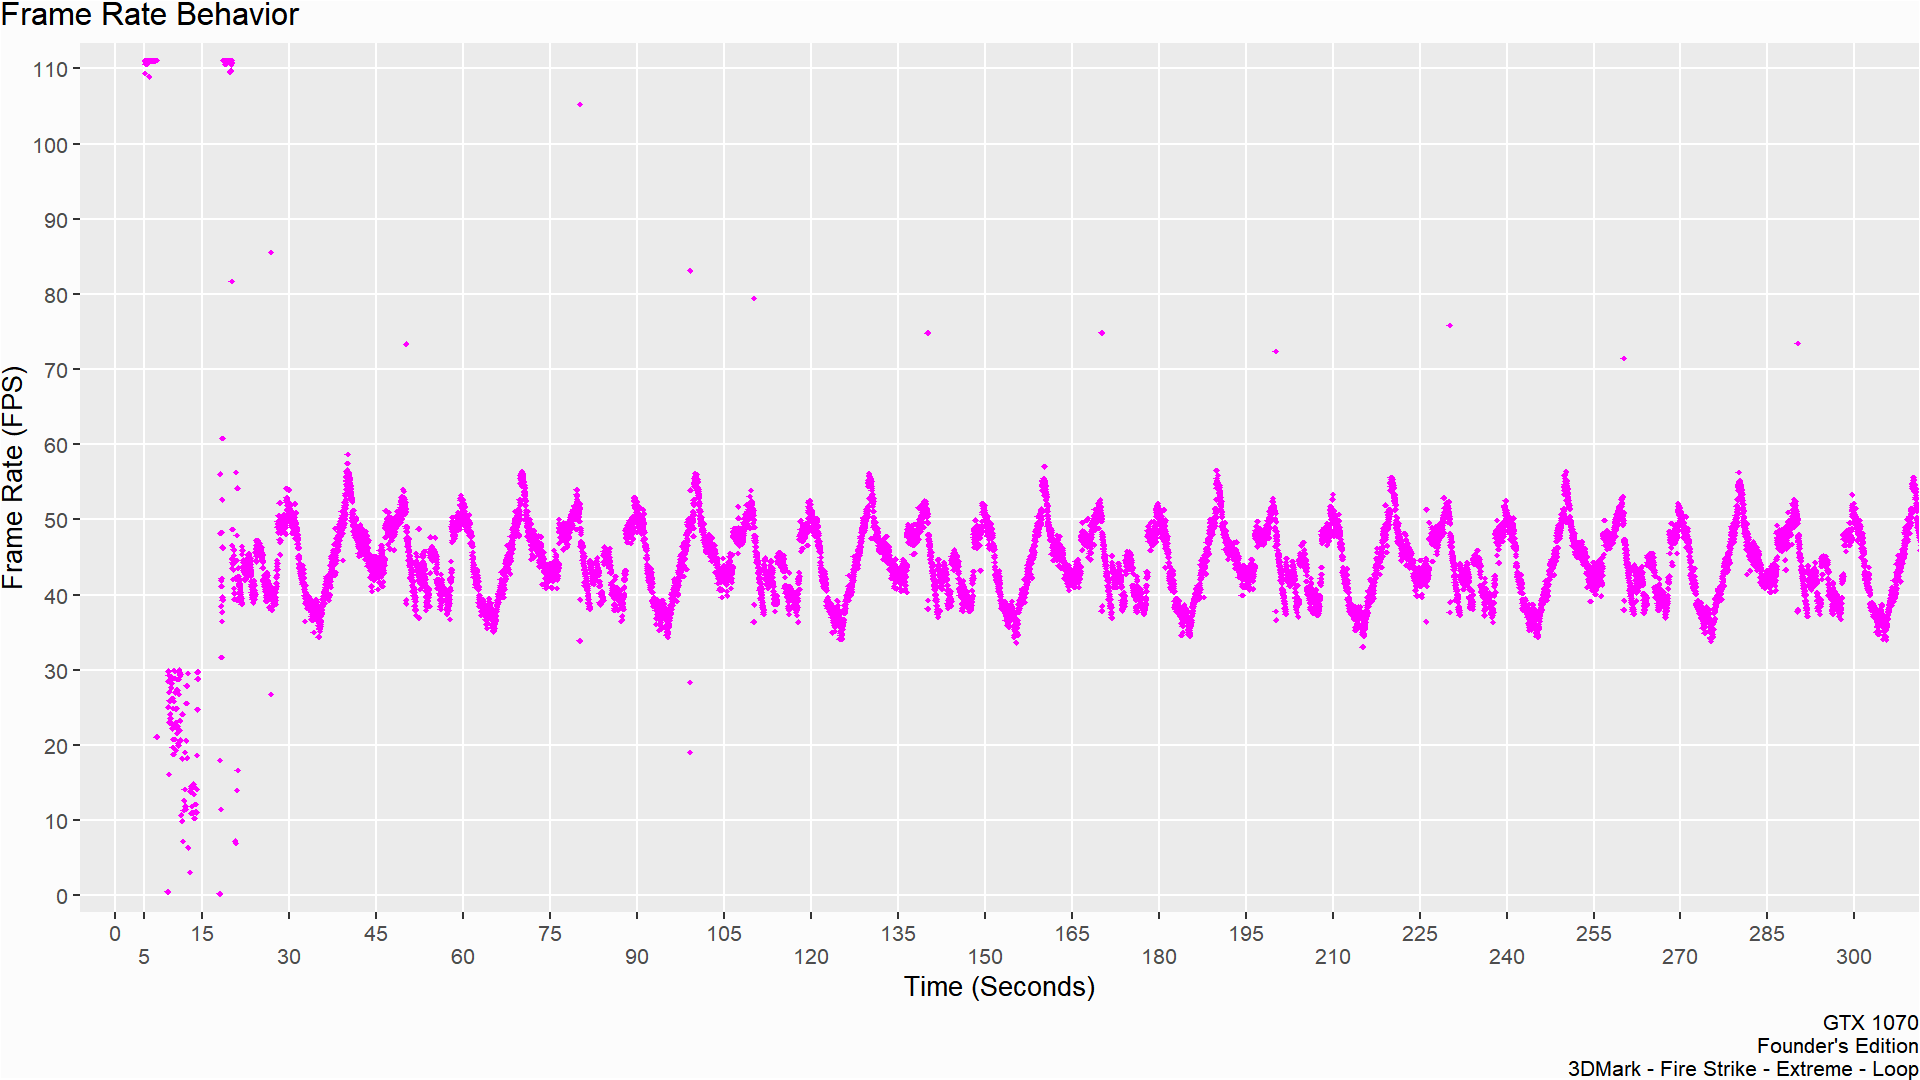 Frame Rate Behavior
Frame Rate (FPS)
110
100
90
80
70
60
50
40
30
20
10
0
0 15 45 75 105 135 165 195 225 255 285
5 30 60 90 120 150 180 210 240 270 300
Time (Seconds)
GTX 1070
Founder's Edition
3DMark - Fire Strike - Extreme - Loop